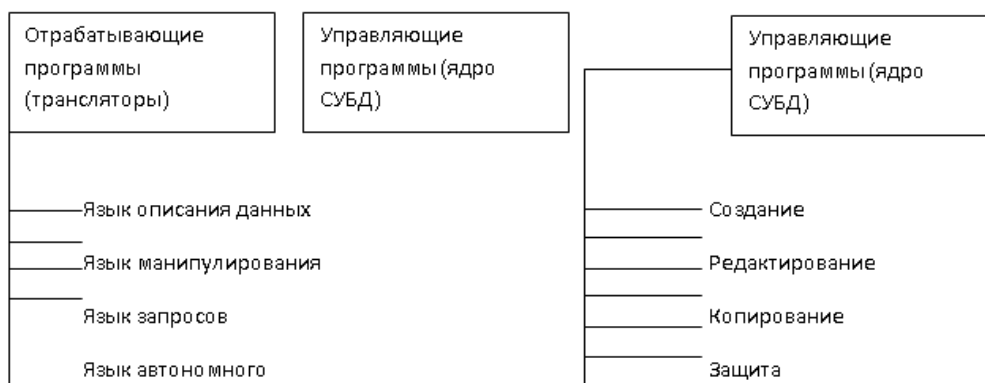 Отрабатывающие
программы
(трансляторы)
Управляющие
программы (ядро
СУБД)
Управляющие
программы (ядро
СУБД)
Язык описания данных
Язык манипулирования
Язык запросов
Язык автономного
Создание
Редактирование
Копирование
Защита